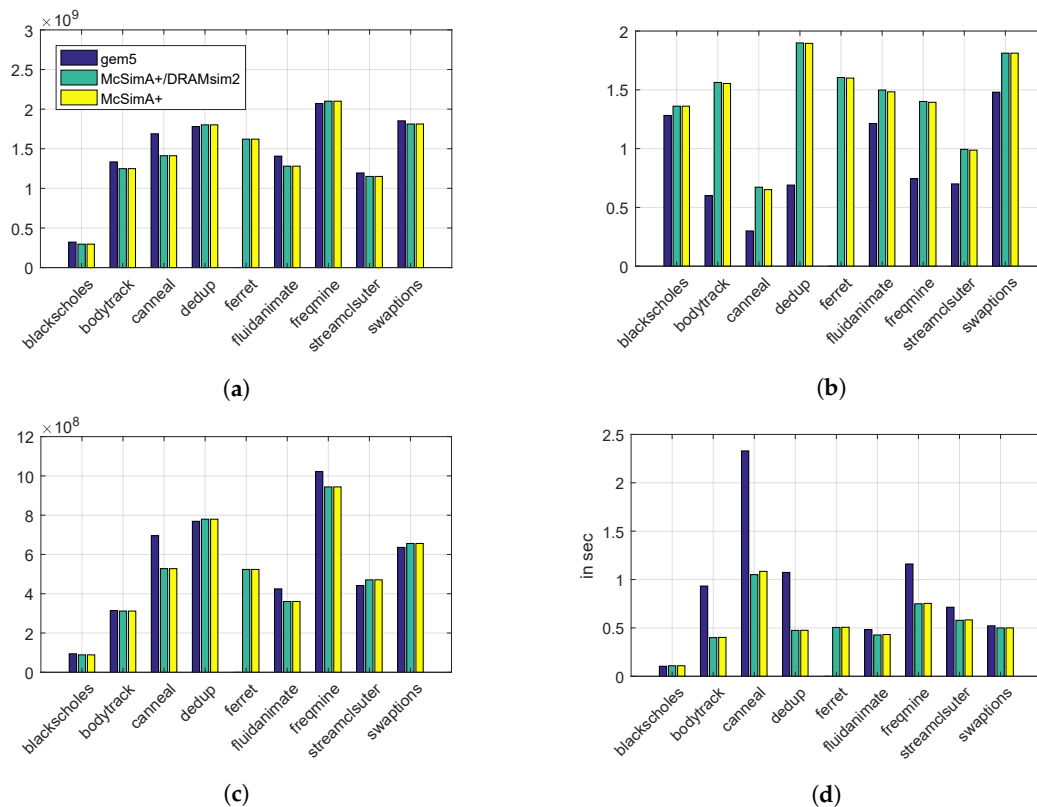 × 10^9
3
2.5
2
1.5
1
0.5
0
gem5
McSimA+/DRAMsim2
McSimA+
blackscholes
bodytrack
canneal
dedup
ferret
fluidanimate
freqmine
streamclsuter
swaptions
(a)
2
1.5
1
0.5
0
blackscholes
bodytrack
canneal
dedup
ferret
fluidanimate
freqmine
streamclsuter
swaptions
(b)
× 10^8
12
10
8
6
4
2
0
blackscholes
bodytrack
canneal
dedup
ferret
fluidanimate
freqmine
streamclsuter
swaptions
(c)
in sec
2.5
2
1.5
1
0.5
0
blackscholes
bodytrack
canneal
dedup
ferret
fluidanimate
freqmine
streamclsuter
swaptions
(d)